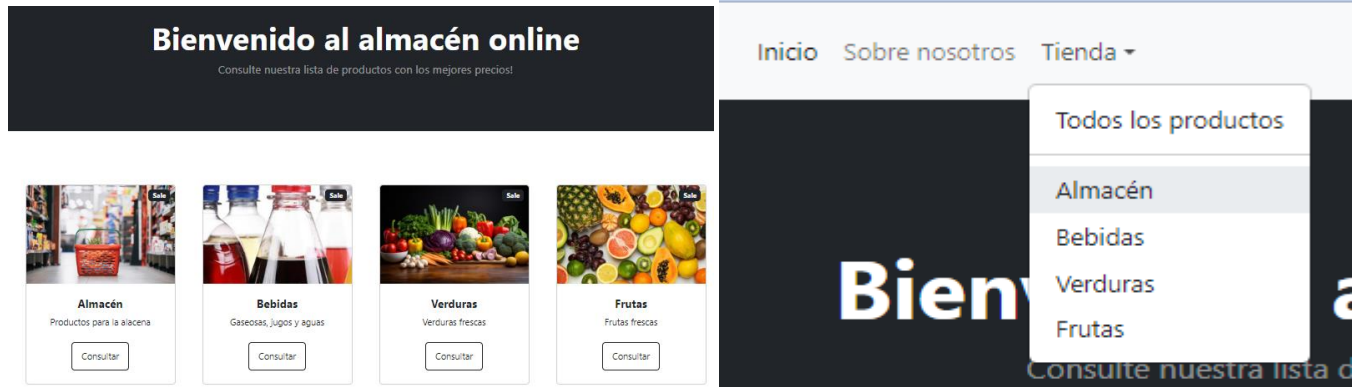 Bienvenido al almacén online
Consulte nuestra lista de productos con los mejores precios!
Sale
Sale
Sale
Sale
Almacén
Bebidas
Verduras
Frutas
Productos para la alacena
Gaseosas, jugos y aguas
Verduras frescas
Frutas frescas
Consultar
Consultar
Consultar
Consultar
Inicio Sobre nosotros Tienda
Todos los productos
Almacén
Bebidas
Verduras
Frutas
Bien
a
Consulte nuestra lista d